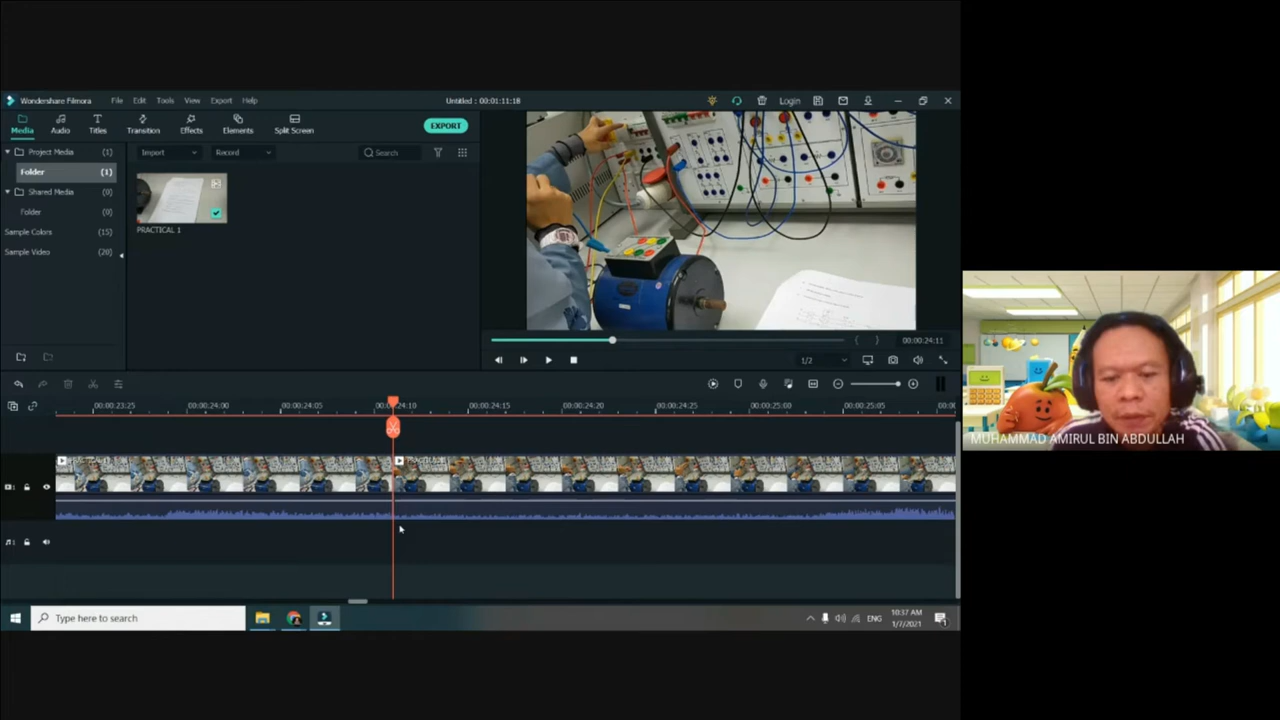 Wondershare Filmora File Edit Tools View Export Help Untitled : 00:01:11:18 Login
Media Audio Titles Transition Effects Elements Split Screen EXPORT
Project Media (1) Import Record Search
Folder (1)
Shared Media (0)
Folder (0)
Sample Colors (15)
Sample Video (20)
PRACTICAL 1
1/2 00:00:24:11
00:00:23:25 00:00:24:00 00:00:24:05 00:00:24:10 00:00:24:15 00:00:24:20 00:00:24:25 00:00:25:00 00:00:25:05
MUHAMMAD AMIRUL BIN ABDULLAH
Type here to search ENG 10:37 AM
1/7/2021